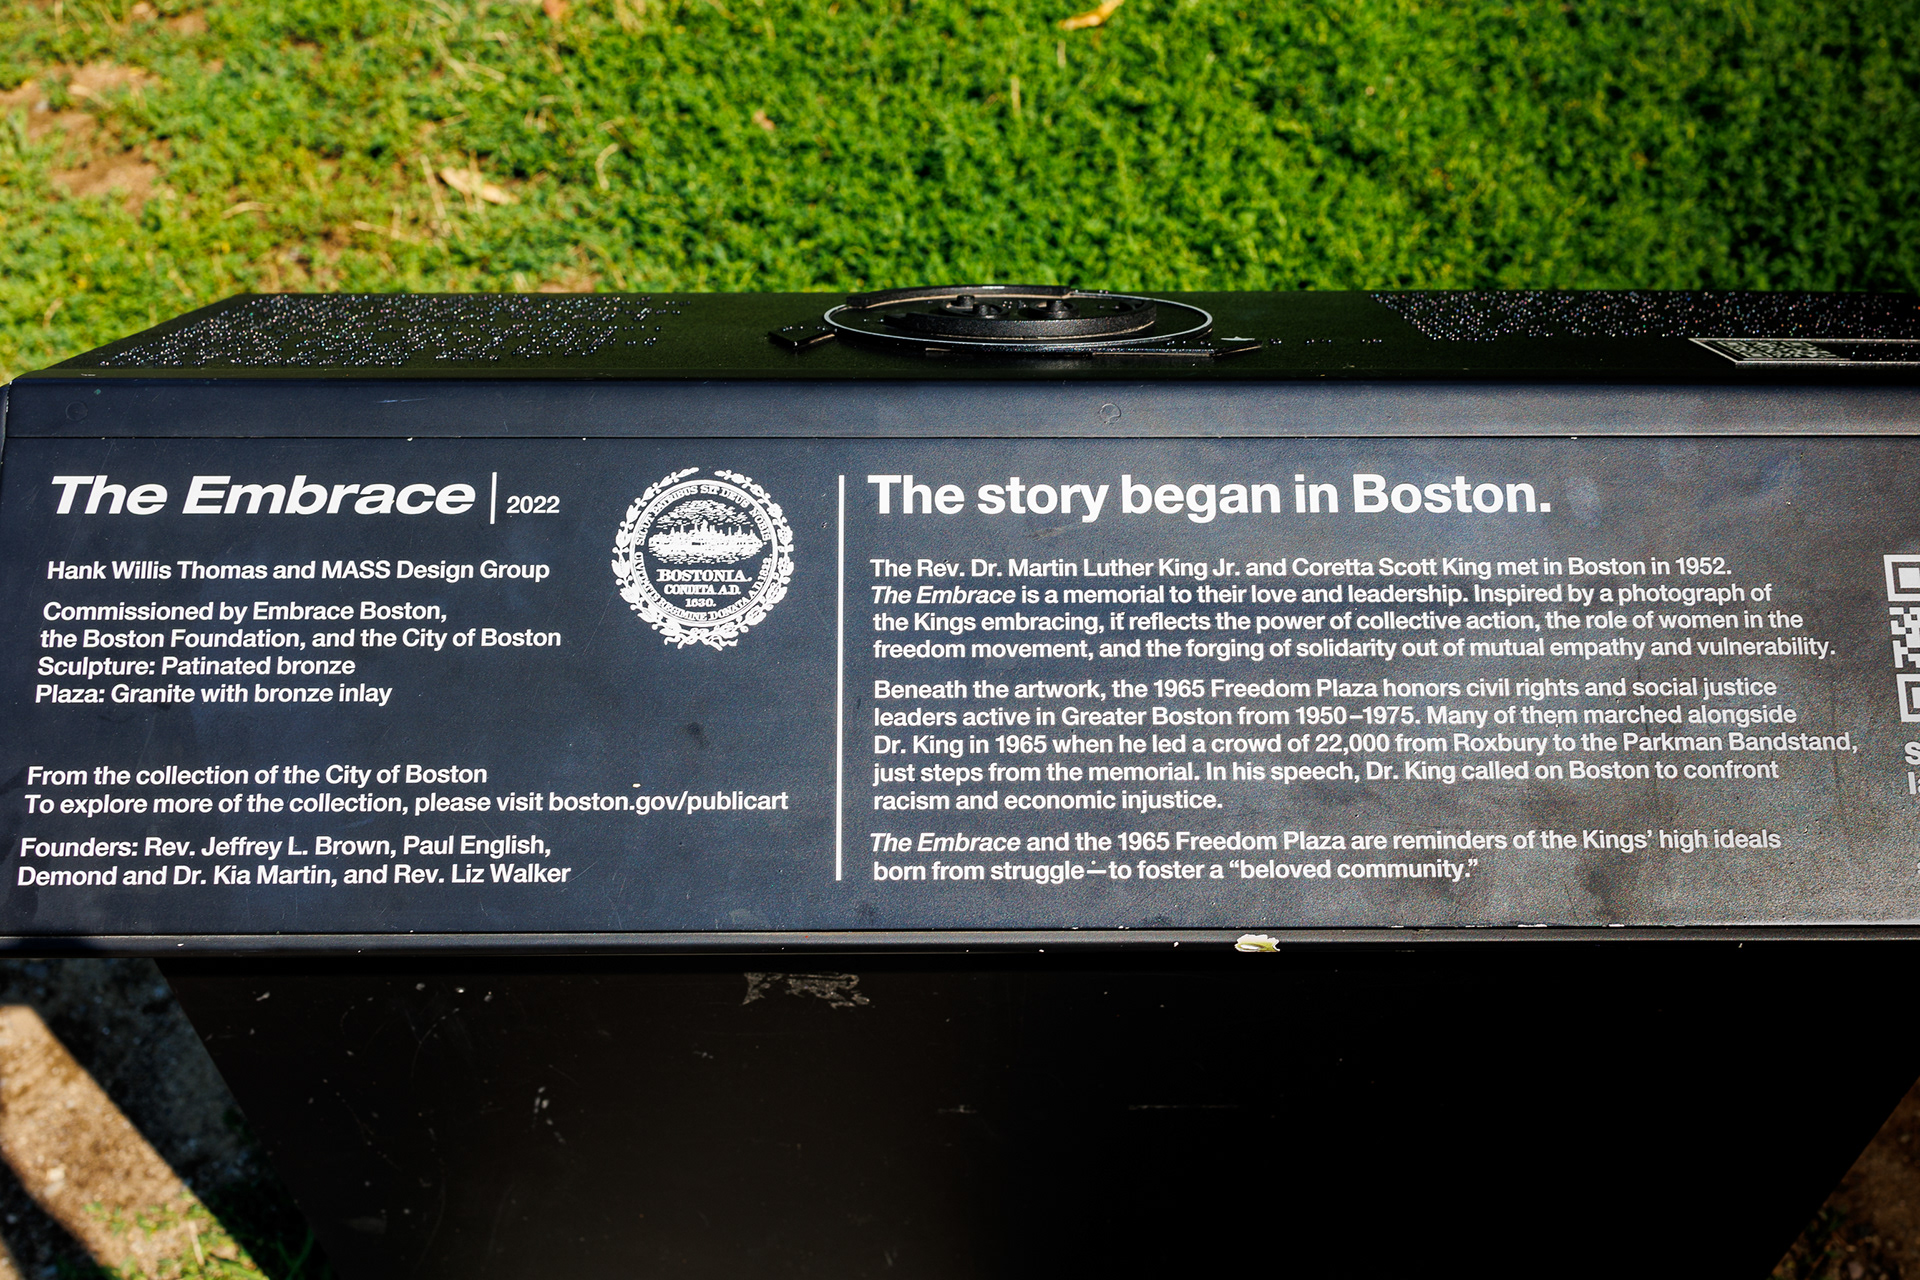 The Embrace | 2022
Hank Willis Thomas and MASS Design Group
Commissioned by Embrace Boston,
the Boston Foundation, and the City of Boston
Sculpture: Patinated bronze
Plaza: Granite with bronze inlay
From the collection of the City of Boston
To explore more of the collection, please visit boston.gov/publicart
Founders: Rev. Jeffrey L. Brown, Paul English,
Demond and Dr. Kia Martin, and Rev. Liz Walker
SICUT PATRIBUS SIT DEUS NOBIS
BOSTONIA.
CONDITA A.D.
1630.
CIVITATIS REGIMINE DONATA A.D. 1822.
The story began in Boston.
The Rev. Dr. Martin Luther King Jr. and Coretta Scott King met in Boston in 1952.
The Embrace is a memorial to their love and leadership. Inspired by a photograph of
the Kings embracing, it reflects the power of collective action, the role of women in the
freedom movement, and the forging of solidarity out of mutual empathy and vulnerability.
Beneath the artwork, the 1965 Freedom Plaza honors civil rights and social justice
leaders active in Greater Boston from 1950–1975. Many of them marched alongside
Dr. King in 1965 when he led a crowd of 22,000 from Roxbury to the Parkman Bandstand,
just steps from the memorial. In his speech, Dr. King called on Boston to confront
racism and economic injustice.
The Embrace and the 1965 Freedom Plaza are reminders of the Kings' high ideals
born from struggle—to foster a “beloved community.”